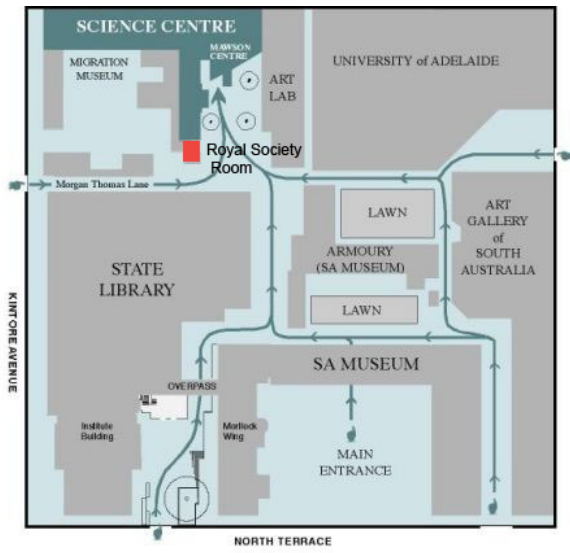 SCIENCE CENTRE
MAWSON
CENTRE
MIGRATION
MUSEUM
ART
LAB
UNIVERSITY of ADELAIDE
Royal Society
Room
Morgan Thomas Lane
LAWN
ART
GALLERY
of
SOUTH
AUSTRALIA
ARMOURY
(SA MUSEUM)
STATE
LIBRARY
LAWN
KINTORE AVENUE
SA MUSEUM
OVERPASS
Institute
Building
Mortlock
Wing
MAIN
ENTRANCE
NORTH TERRACE